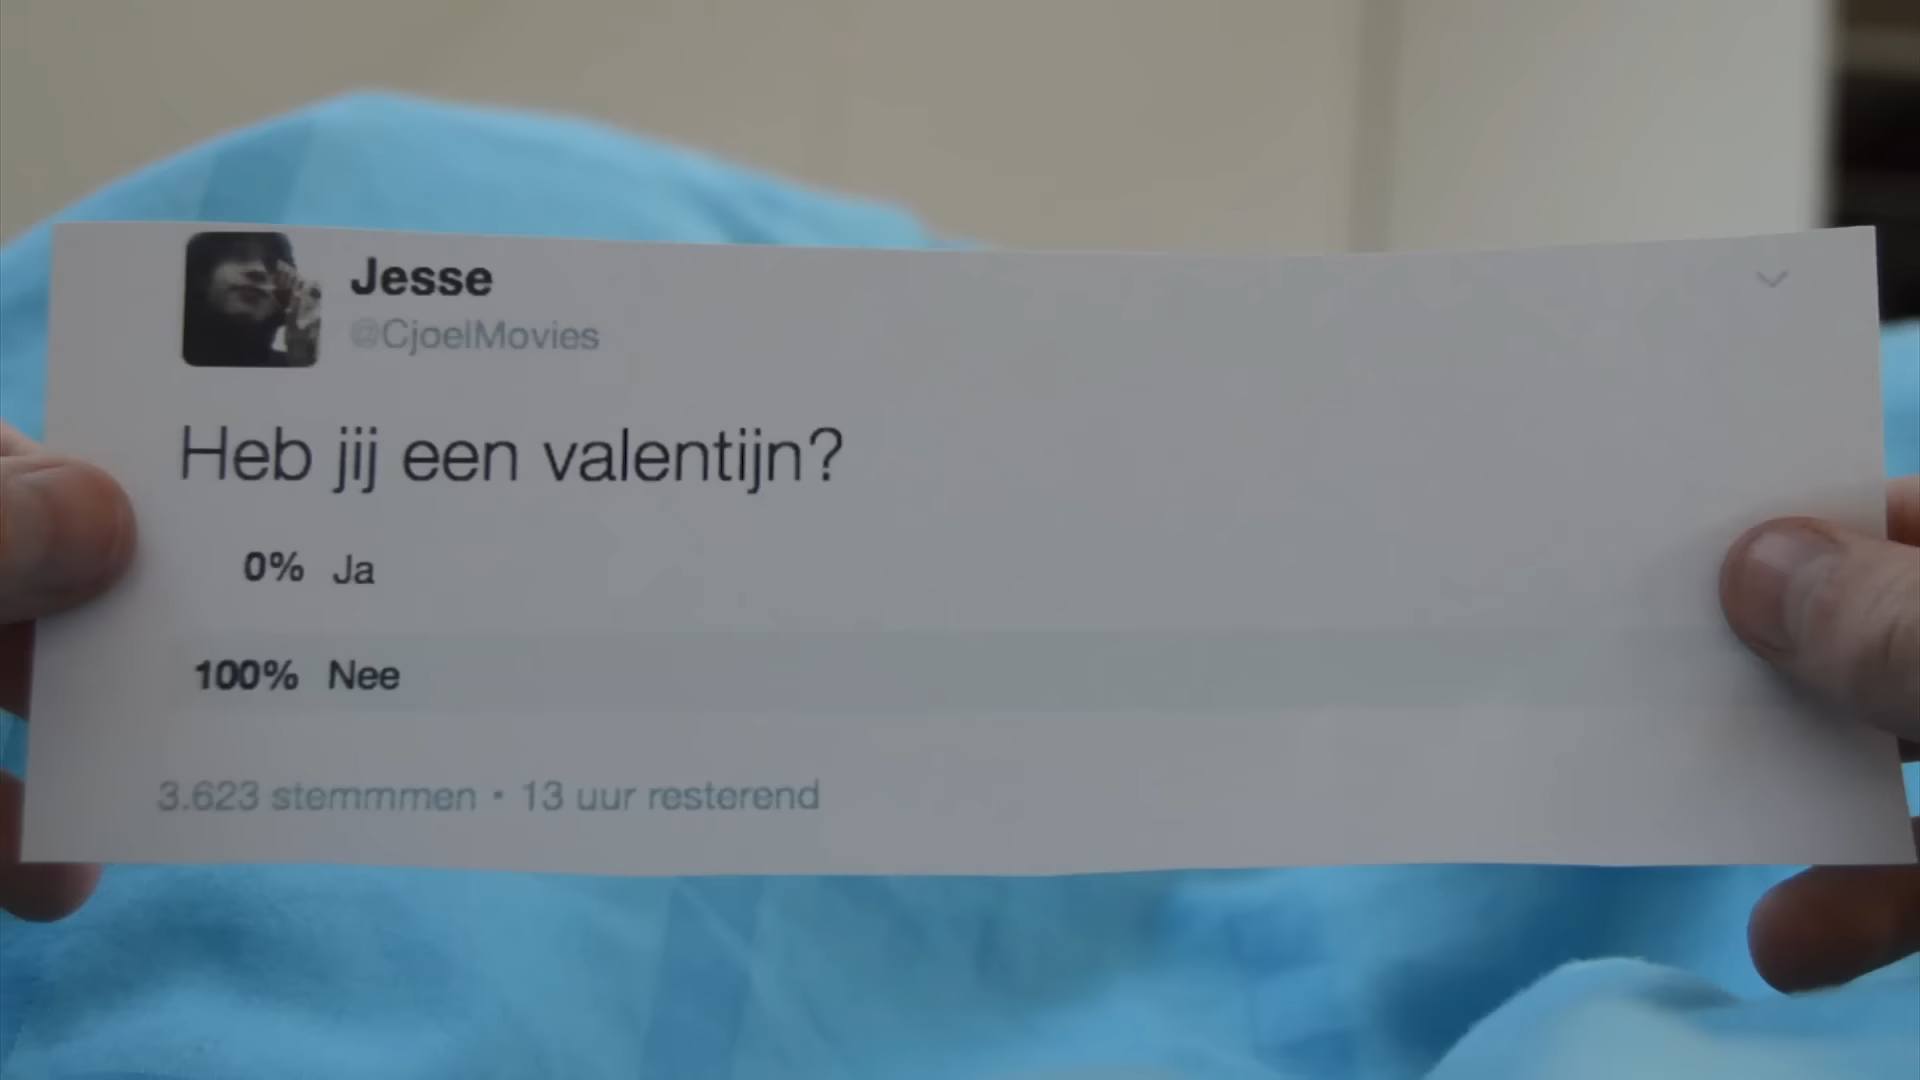 Jesse
@CjoelMovies
Heb jij een valentijn?
0% Ja
100% Nee
3.623 stemmmen • 13 uur resterend